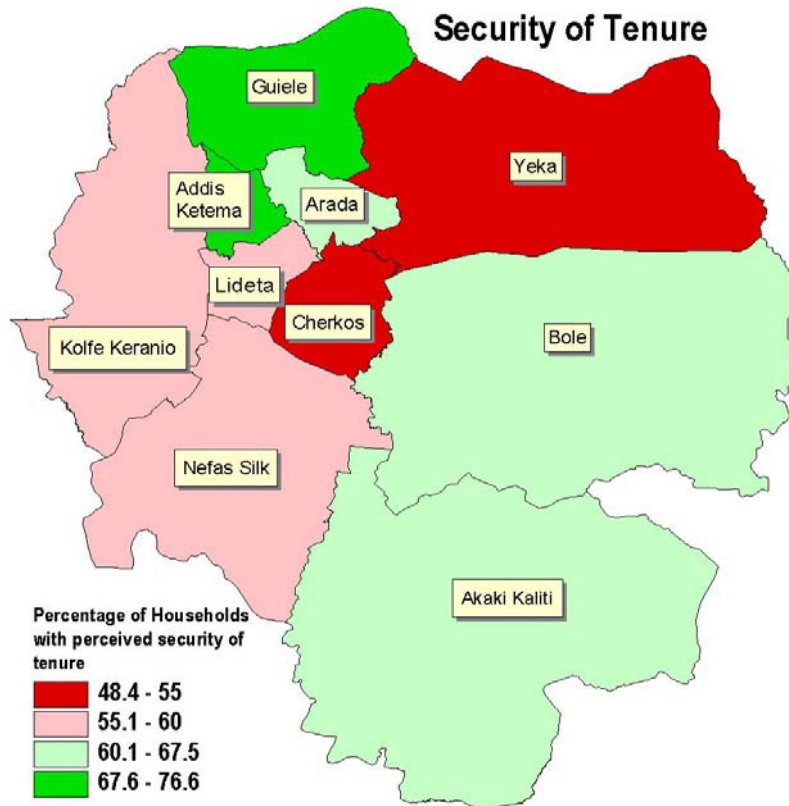 Security of Tenure
Guiele
Yeka
Addis
Ketema
Arada
Lideta
Cherkos
Bole
Kolfe Keranio
Nefas Silk
Akaki Kaliti
Percentage of Households
with perceived security of
tenure
48.4 - 55
55.1 - 60
60.1 - 67.5
67.6 - 76.6